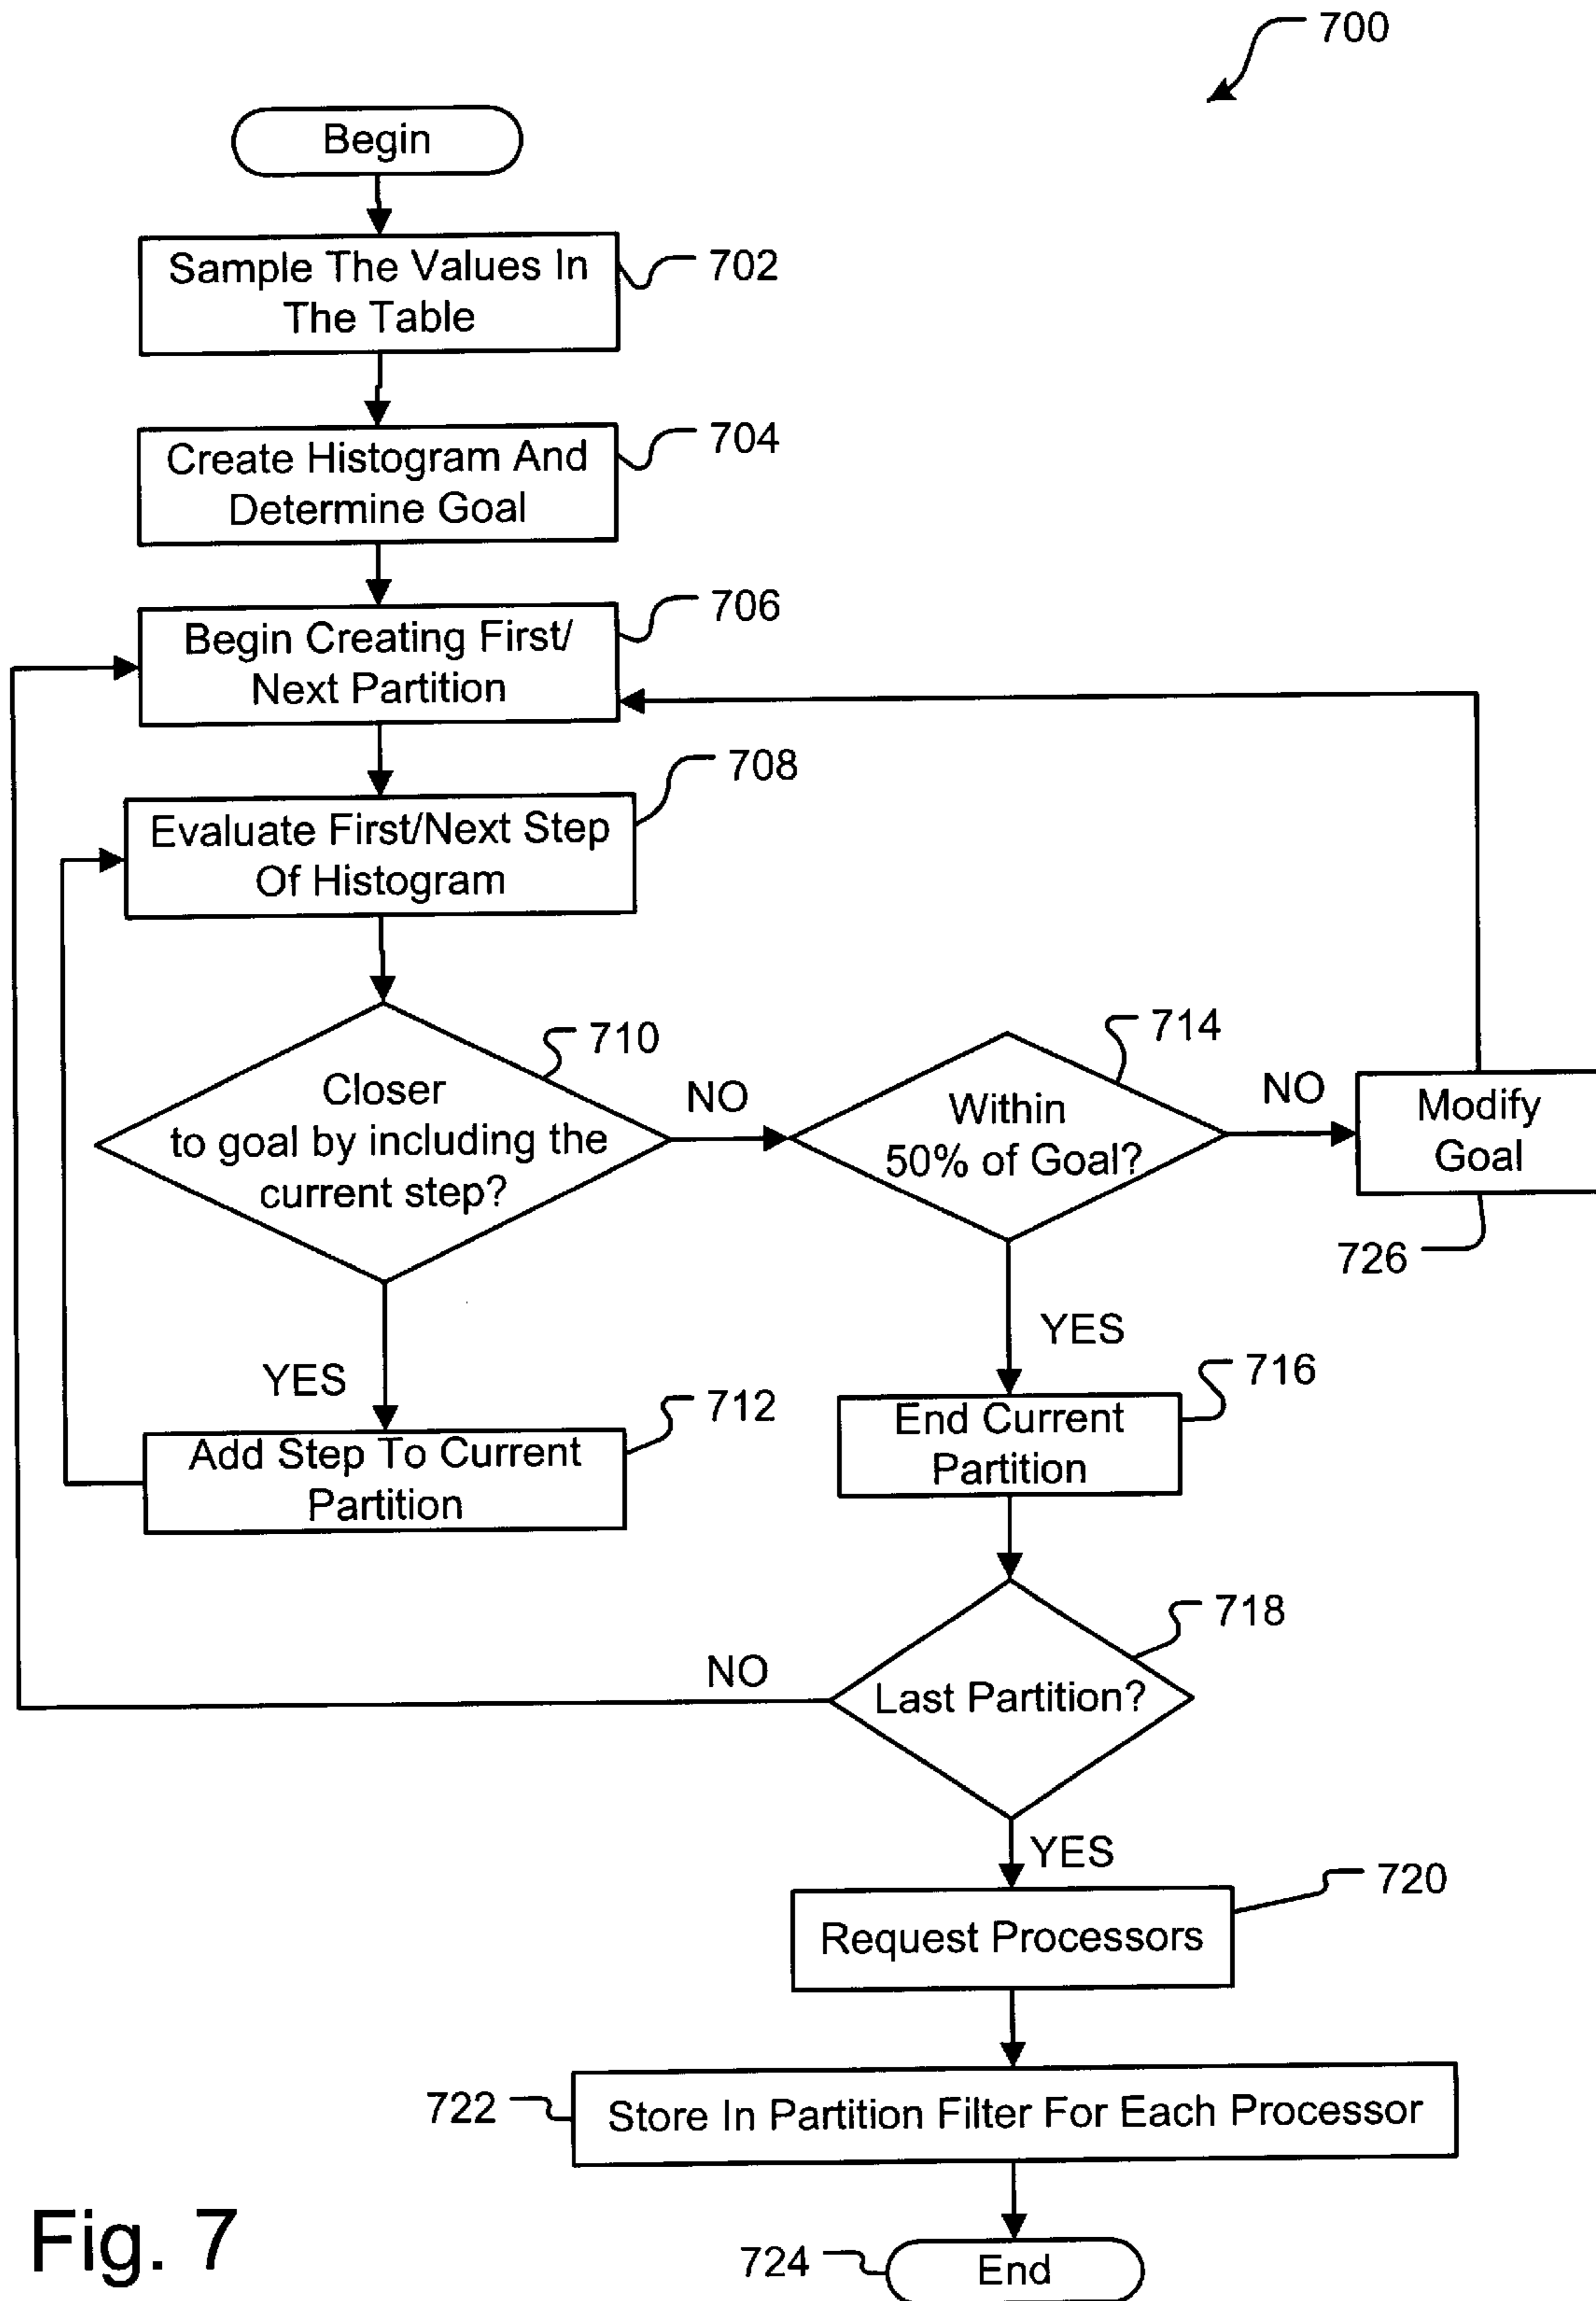 700
Begin
Sample The Values In
The Table
702
Create Histogram And
Determine Goal
704
Begin Creating First/
Next Partition
706
Evaluate First/Next Step
Of Histogram
708
Closer
to goal by including the
current step?
710
NO
Within
50% of Goal?
714
NO
Modify
Goal
726
YES
Add Step To Current
Partition
712
YES
End Current
Partition
716
Last Partition?
718
NO
YES
Request Processors
720
Store In Partition Filter For Each Processor
722
End
724
Fig. 7